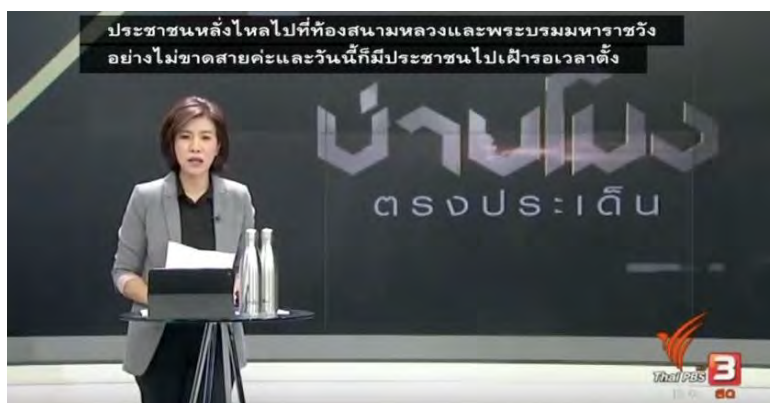 ประชาชนหลั่งไหลไปที่ท้องสนามหลวงและพระบรมมหาราชวัง
อย่างไม่ขาดสายค่ะและวันนี้ก็มีประชาชนไปเฝ้ารอเวลาตั้ง
บ่ายโมง
ตรงประเด็น
Thai PBS 3
สด